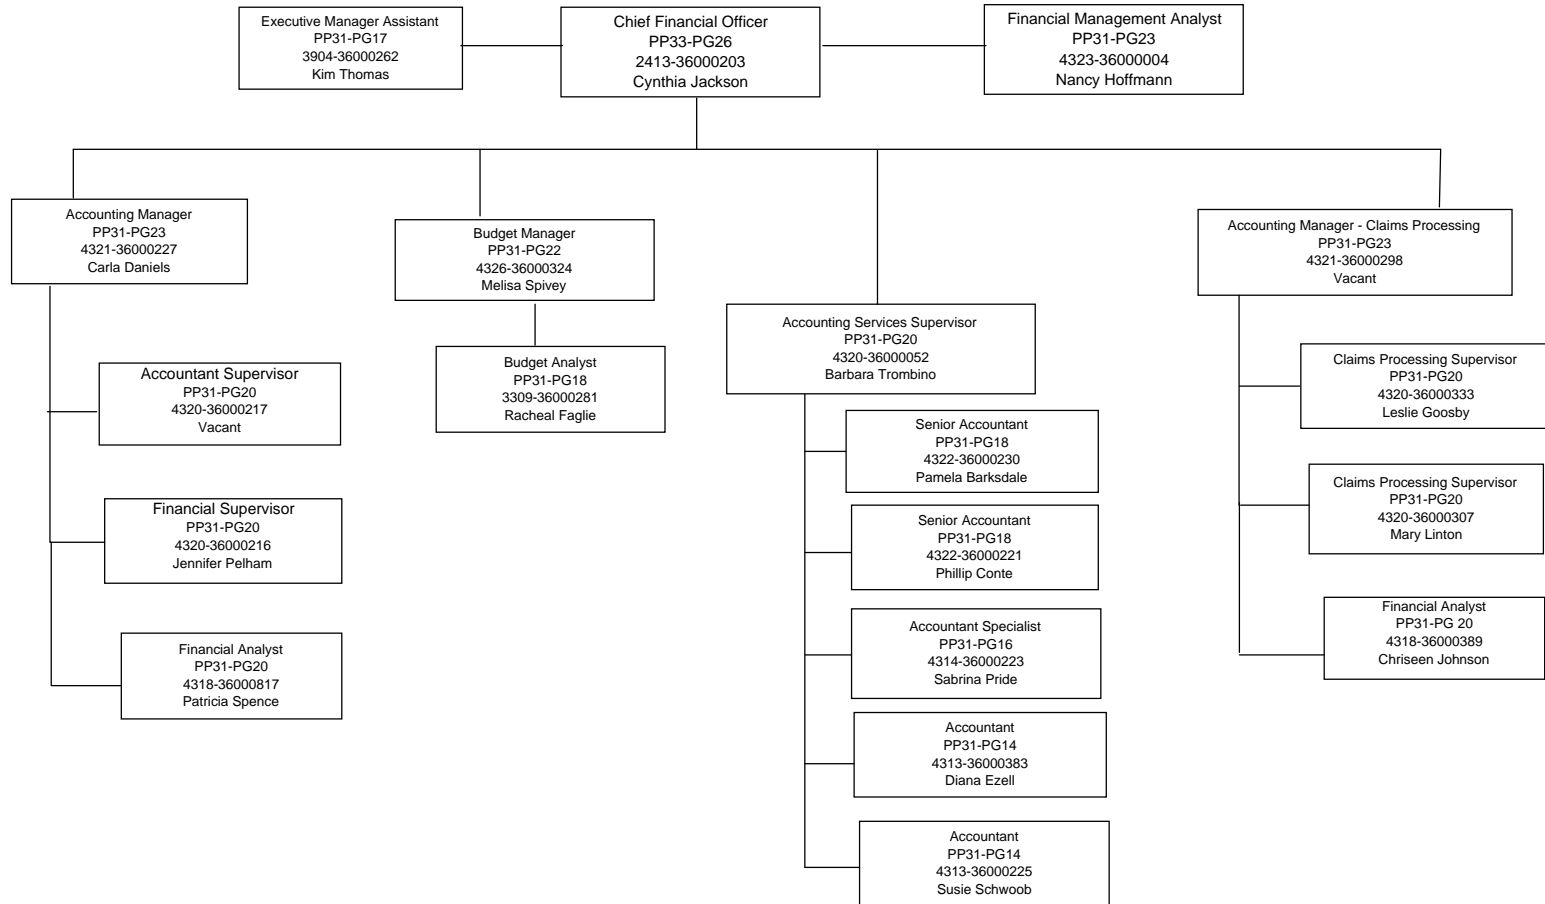 Executive Manager Assistant
PP31-PG17
3904-36000262
Kim Thomas
Chief Financial Officer
PP33-PG26
2413-36000203
Cynthia Jackson
Financial Management Analyst
PP31-PG23
4323-36000004
Nancy Hoffmann
Accounting Manager
PP31-PG23
4321-36000227
Carla Daniels
Accountant Supervisor
PP31-PG20
4320-36000217
Vacant
Financial Supervisor
PP31-PG20
4320-36000216
Jennifer Pelham
Financial Analyst
PP31-PG20
4318-36000817
Patricia Spence
Budget Manager
PP31-PG22
4326-36000324
Melisa Spivey
Budget Analyst
PP31-PG18
3309-36000281
Racheal Faglie
Accounting Services Supervisor
PP31-PG20
4320-36000052
Barbara Trombino
Senior Accountant
PP31-PG18
4322-36000230
Pamela Barksdale
Senior Accountant
PP31-PG18
4322-36000221
Phillip Conte
Accountant Specialist
PP31-PG16
4314-36000223
Sabrina Pride
Accountant
PP31-PG14
4313-36000383
Diana Ezell
Accountant
PP31-PG14
4313-36000225
Susie Schwoob
Accounting Manager - Claims Processing
PP31-PG23
4321-36000298
Vacant
Claims Processing Supervisor
PP31-PG20
4320-36000333
Leslie Goosby
Claims Processing Supervisor
PP31-PG20
4320-36000307
Mary Linton
Financial Analyst
PP31-PG 20
4318-36000389
Chriseen Johnson